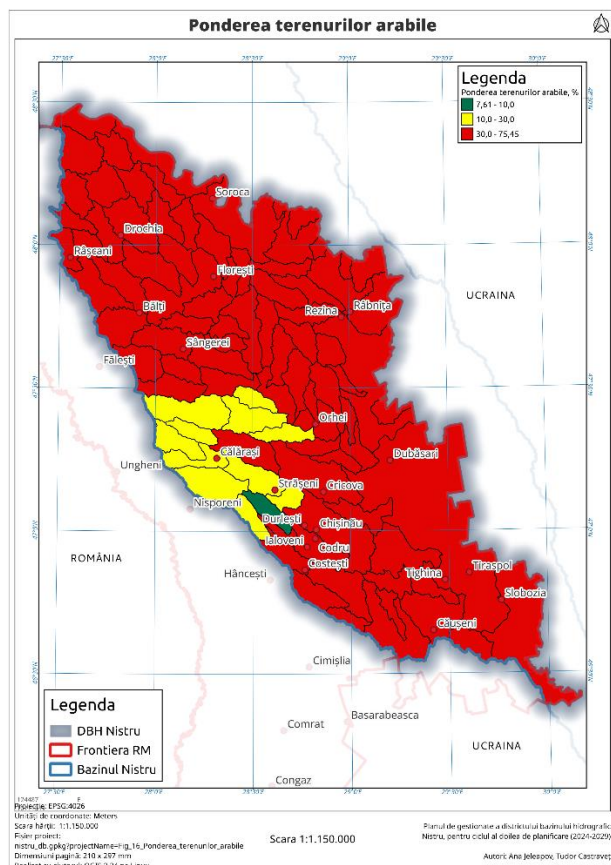 Ponderea terenurilor arabile
Legenda
Ponderea terenurilor arabile, %
7,61 - 10,0
10,0 - 30,0
30,0 - 75,45
Soroca
Drochia
Râșcani
Florești
UCRAINA
Bălți
Rezina
Râbnița
Sângerei
Fălești
Ochei
Dubăsari
Călărași
Ungheni
Strășeni
Cricova
Nisporeni
Durlești
Chișinău
Ialoveni
Codru
ROMÂNIA
Costești
Hâncești
Tighina
Tiraspol
Slobozia
Căușeni
Cimișlia
Basarabeasca
Comrat
UCRAINA
Congaz
Legenda
DBH Nistru
Frontiera RM
Bazinul Nistru
Proiecție: EPSG:4026
Unități de coordonate: Meters
Scara hărții: 1:1.150.000
Fișier proiect:
nistru_db.gpkg?projectName=Fig_16_Ponderea_terenurilor_arabile
Dimensiuni pagină: 210 x 297 mm
Scara 1:1.150.000
Planul de gestionare a districtului bazinului hidrografic
Nistru, pentru ciclul al doilea de planificare (2024-2029)
Autori: Ana Jeleapov, Tudor Castraveț